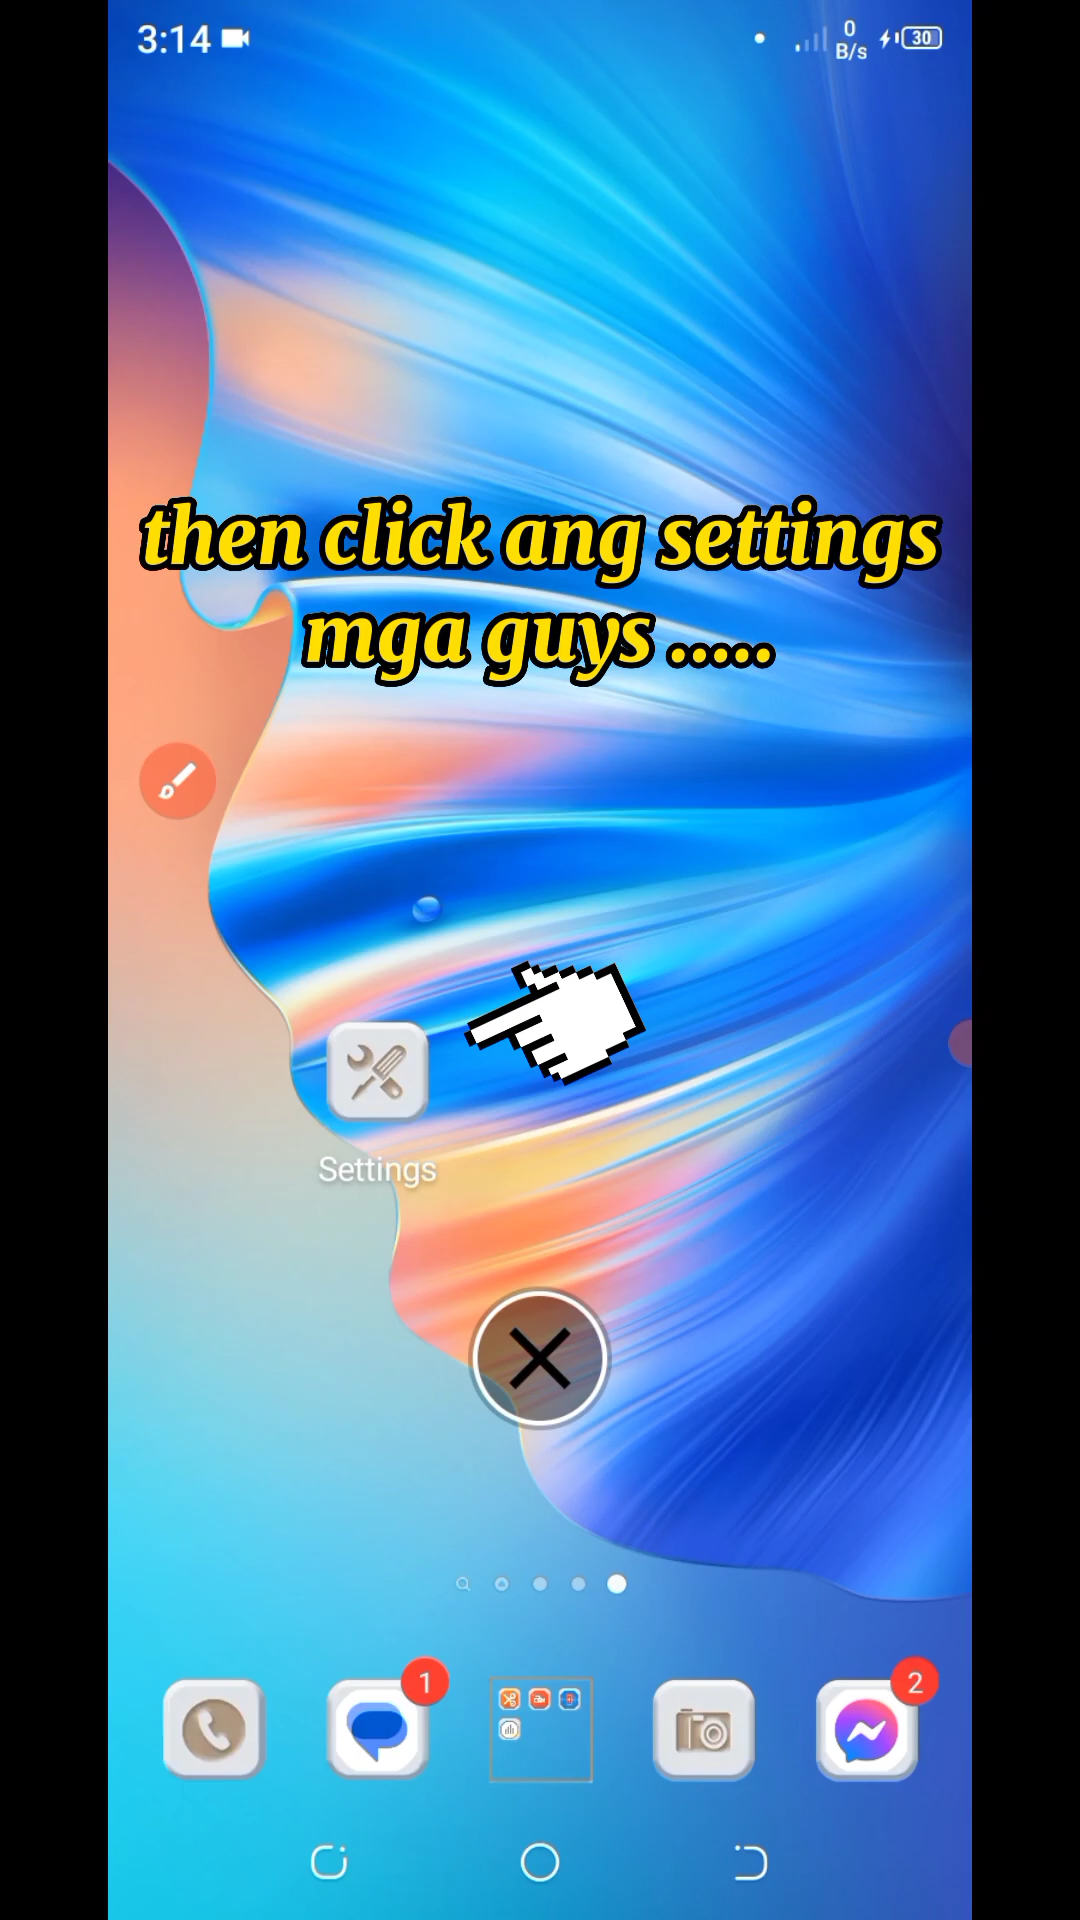 3:14
0
B/s
30
then click ang settings
mga guys .....
Settings
1
2